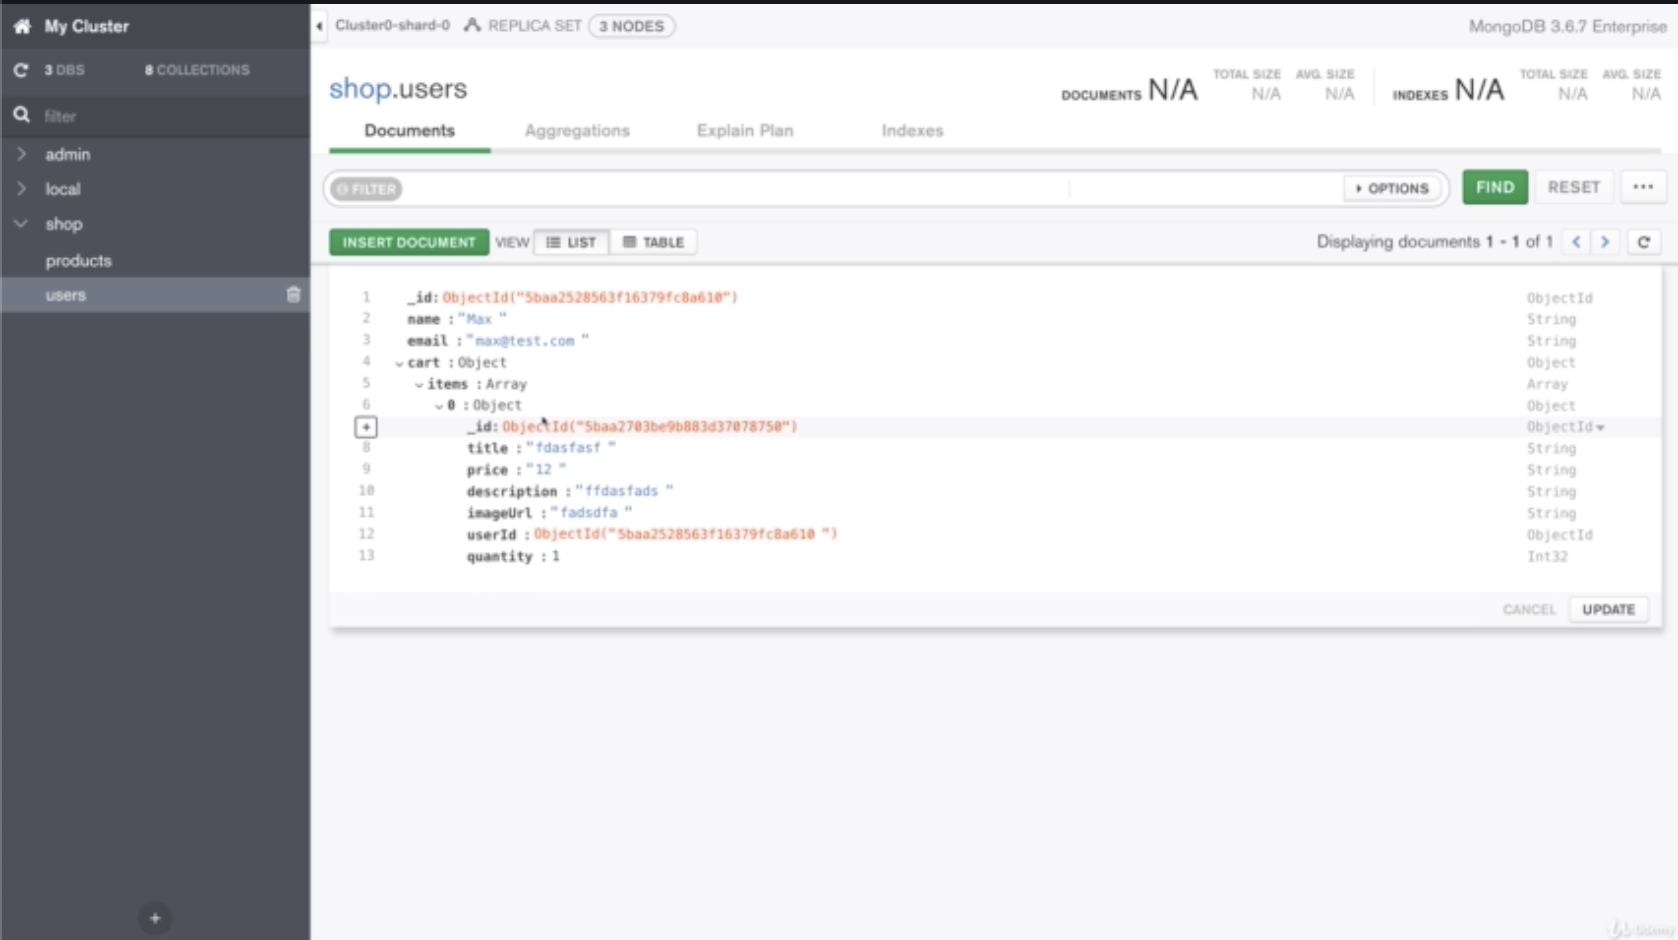 My Cluster
3 DBS 8 COLLECTIONS
filter
admin
local
shop
products
users
Cluster0-shard-0 REPLICA SET 3 NODES MongoDB 3.6.7 Enterprise
shop.users
DOCUMENTS N/A TOTAL SIZE N/A AVG. SIZE N/A INDEXES N/A TOTAL SIZE N/A AVG. SIZE N/A
Documents Aggregations Explain Plan Indexes
FILTER OPTIONS FIND RESET ...
INSERT DOCUMENT VIEW LIST TABLE Displaying documents 1 - 1 of 1
1 _id: ObjectId("5baa2528563f16379fc8a610") ObjectId
2 name : "Max " String
3 email : "max@test.com " String
4 cart : Object Object
5 items : Array Array
6 0 : Object Object
+ _id: ObjectId("5baa2703be9b883d37078750") ObjectId
8 title : "fdasfasf " String
9 price : "12 " String
10 description : "ffdasfads " String
11 imageUrl : "fadsdfa " String
12 userId : ObjectId("5baa2528563f16379fc8a610 ") ObjectId
13 quantity : 1 Int32
CANCEL UPDATE
+
Udemy